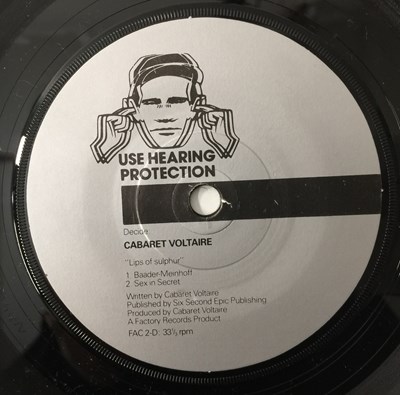 USE HEARING
PROTECTION
Decide:
CABARET VOLTAIRE
"Lips of sulphur"
1. Baader-Meinhoff
2. Sex in Secret
Written by Cabaret Voltaire
Published by Six Second Epic Publishing
Produced by Cabaret Voltaire
A Factory Records Product
FAC 2-D: 33⅓ rpm